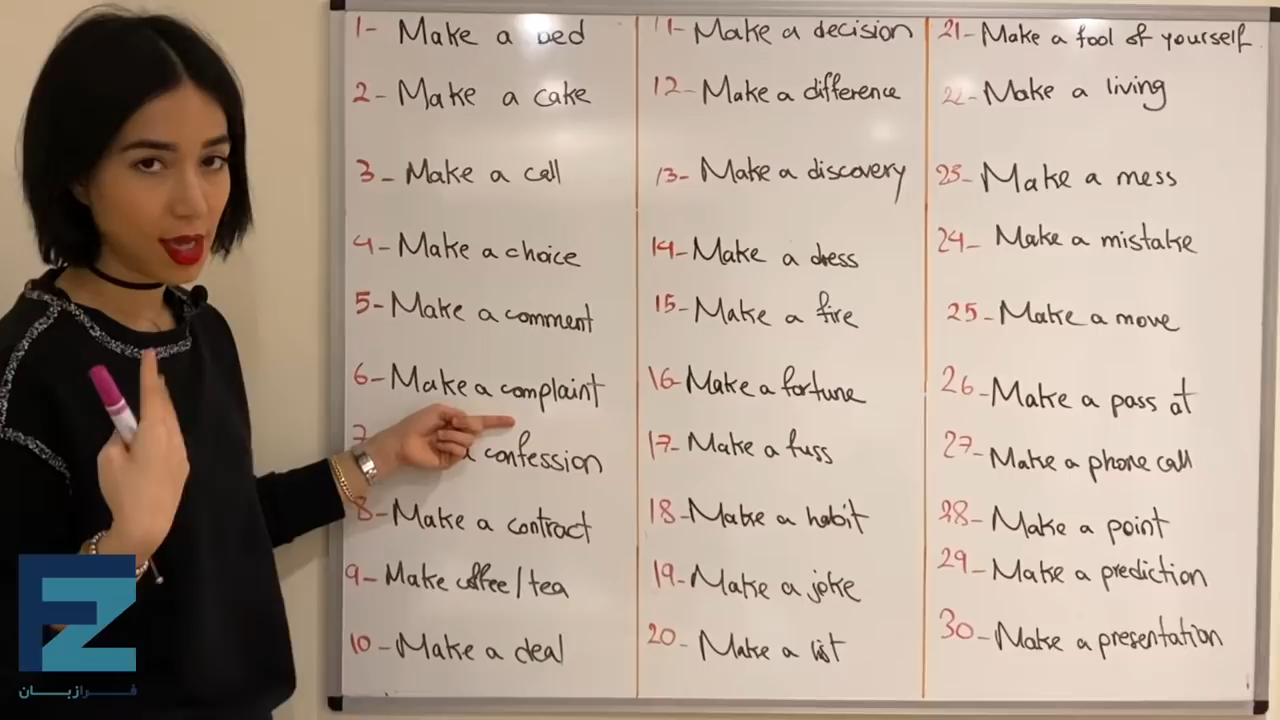 1- Make a bed
2- Make a cake
3- Make a call
4- Make a choice
5- Make a comment
6- Make a complaint
7 a confession
8- Make a contract
9- Make coffee/tea
10- Make a deal
11- Make a decision
12- Make a difference
13- Make a discovery
14- Make a dress
15- Make a fire
16- Make a fortune
17- Make a fuss
18- Make a habit
19- Make a joke
20- Make a list
21- Make a fool of yourself
22- Make a living
23- Make a mess
24- Make a mistake
25- Make a move
26- Make a pass at
27- Make a phone call
28- Make a point
29- Make a prediction
30- Make a presentation
FZ
فرازبان